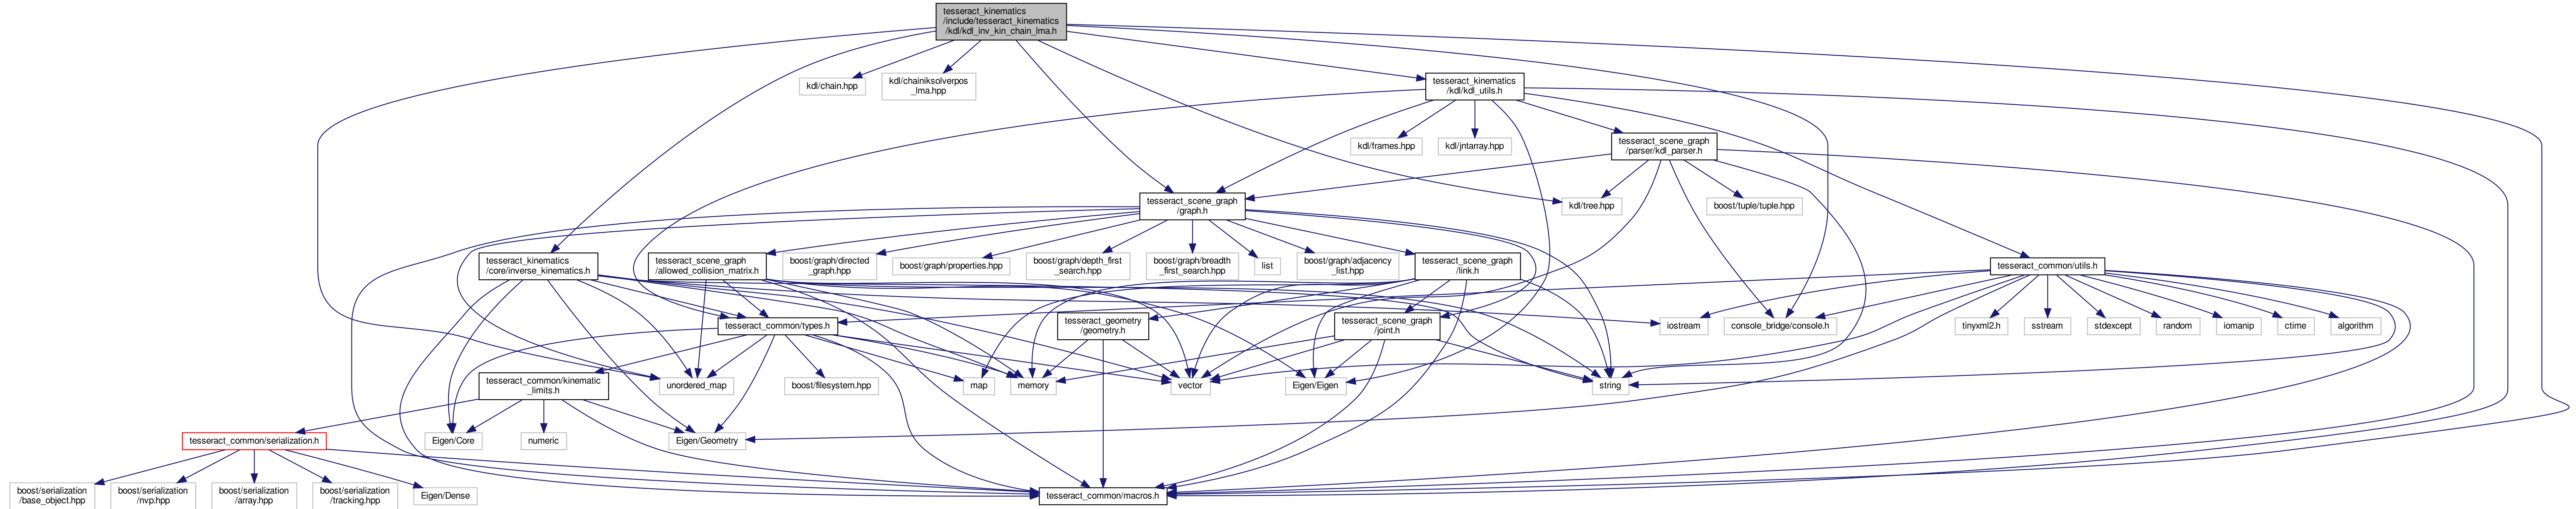 tesseract_kinematics
/include/tesseract_kinematics
/kdl/kdl_inv_kin_chain_lma.h
kdl/chain.hpp
kdl/chainiksolverpos
_lma.hpp
tesseract_kinematics
/kdl/kdl_utils.h
kdl/frames.hpp
kdl/jntarray.hpp
tesseract_scene_graph
/parser/kdl_parser.h
tesseract_scene_graph
/graph.h
kdl/tree.hpp
boost/tuple/tuple.hpp
tesseract_kinematics
/core/inverse_kinematics.h
tesseract_scene_graph
/allowed_collision_matrix.h
boost/graph/directed
_graph.hpp
boost/graph/properties.hpp
boost/graph/depth_first
_search.hpp
boost/graph/breadth
_first_search.hpp
list
boost/graph/adjacency
_list.hpp
tesseract_scene_graph
/link.h
tesseract_common/utils.h
tesseract_common/types.h
tesseract_geometry
/geometry.h
tesseract_scene_graph
/joint.h
iostream
console_bridge/console.h
tinyxml2.h
sstream
stdexcept
random
iomanip
ctime
algorithm
tesseract_common/kinematic
_limits.h
unordered_map
boost/filesystem.hpp
map
memory
vector
Eigen/Eigen
string
tesseract_common/serialization.h
Eigen/Core
numeric
Eigen/Geometry
boost/serialization
/base_object.hpp
boost/serialization
/nvp.hpp
boost/serialization
/array.hpp
boost/serialization
/tracking.hpp
Eigen/Dense
tesseract_common/macros.h